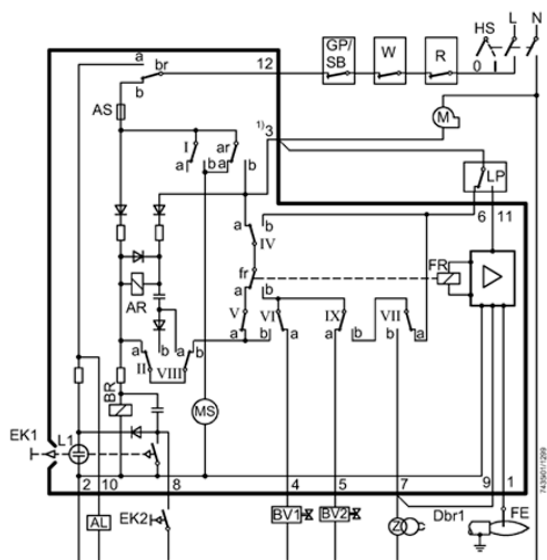 GP/ SB W R HS L N
0 I
a br 12
b
AS
M
1) 3
I ar
a b a b
LP
6 11
a b
IV
fr
FR
a b
AR
V VI IX VII
a b a a b b a
b b a b
II VIII
BR
MS
EK1 L1
2 10 8 4 5 7 9 1
AL EK2 BV1 BV2 Z Dbr1 FE
7435901/1299